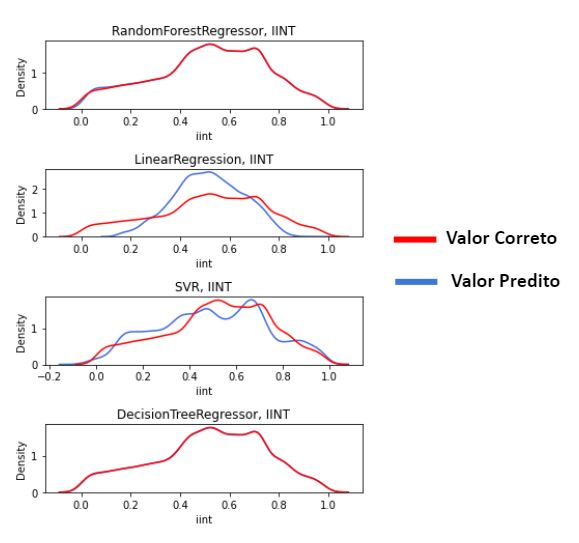 RandomForestRegressor, IINT
Density
1
0
0.0 0.2 0.4 0.6 0.8 1.0
iint
LinearRegression, IINT
Density
2
1
0
0.0 0.2 0.4 0.6 0.8 1.0
iint
Valor Correto
Valor Predito
SVR, IINT
Density
1
0
−0.2 0.0 0.2 0.4 0.6 0.8 1.0
iint
DecisionTreeRegressor, IINT
Density
1
0
0.0 0.2 0.4 0.6 0.8 1.0
iint